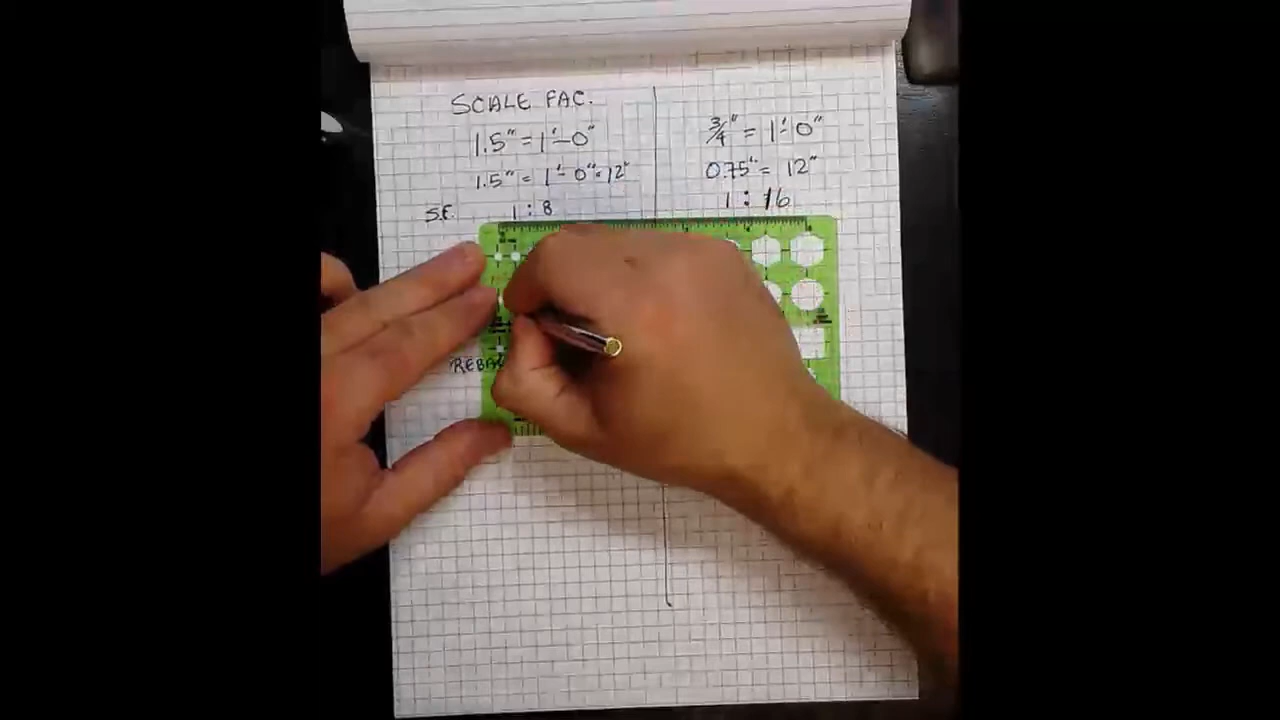 SCALE FAC.
1.5" = 1'-0"
1.5" = 1'-0" = 12"
S.F. 1 : 8
3/4" = 1'-0"
0.75" = 12"
1 : 16